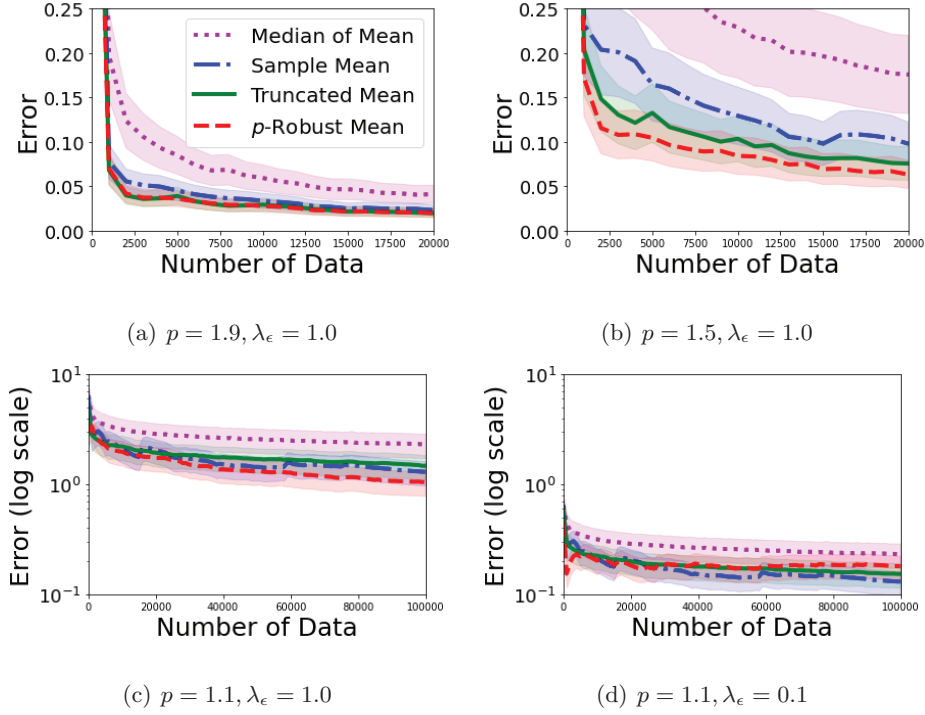 0.25
0.20
0.15
0.10
0.05
0.00
Error
Median of Mean
Sample Mean
Truncated Mean
p-Robust Mean
0 2500 5000 7500 10000 12500 15000 17500 20000
Number of Data
(a) p = 1.9, λϵ = 1.0
0.25
0.20
0.15
0.10
0.05
0.00
Error
0 2500 5000 7500 10000 12500 15000 17500 20000
Number of Data
(b) p = 1.5, λϵ = 1.0
10¹
10⁰
10⁻¹
Error (log scale)
0 20000 40000 60000 80000 100000
Number of Data
(c) p = 1.1, λϵ = 1.0
10¹
10⁰
10⁻¹
Error (log scale)
0 20000 40000 60000 80000 100000
Number of Data
(d) p = 1.1, λϵ = 0.1